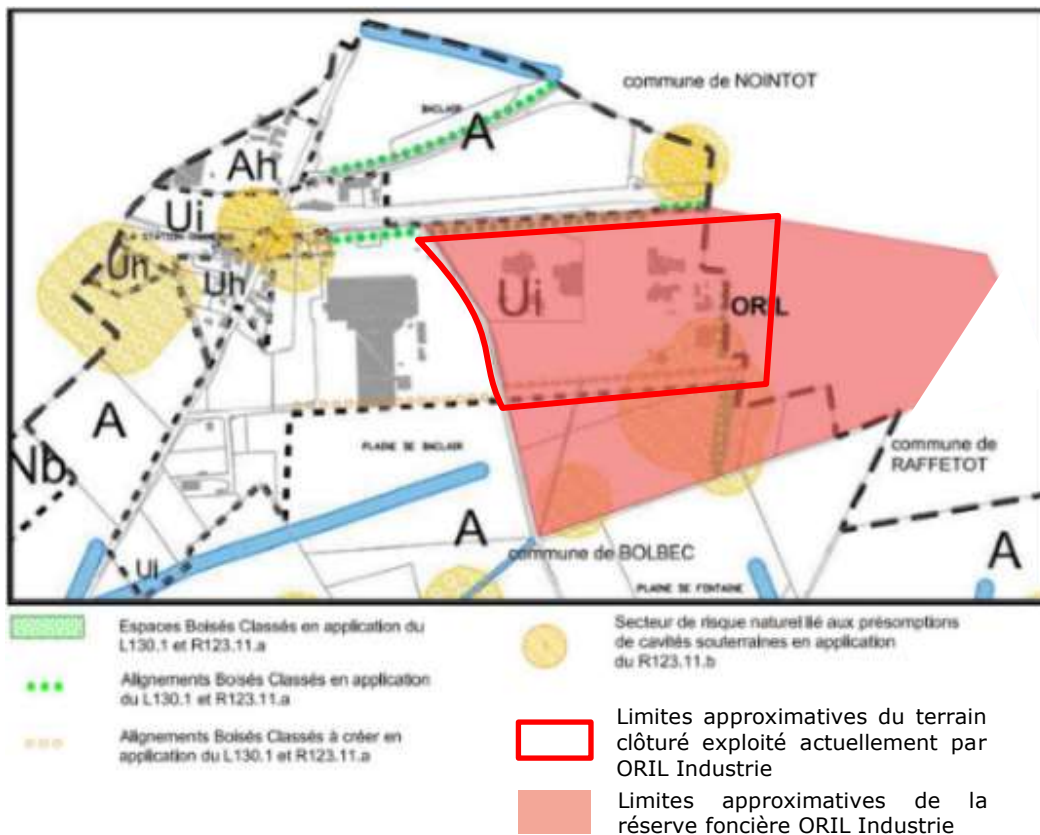 commune de NOINTOT
BACLAIR
A
Ah
Ui
Uh
Uh
Ui
ORIL
A
PLAINE DE BACLAIR
commune de
RAFFETOT
Nb
A
A
commune de BOLBEC
Ui
PLAINE DE FONTAINE
Espaces Boisés Classés en application du
L130.1 et R123.11.a
Alignements Boisés Classés en application
du L130.1 et R123.11.a
Allignements Boisés Classés à créer en
application du L130.1 et R123.11.a
Secteur de risque naturel lié aux présomptions
de cavités souterraines en application
du R123.11.b
Limites approximatives du terrain
clôturé exploité actuellement par
ORIL Industrie
Limites approximatives de la
réserve foncière ORIL Industrie